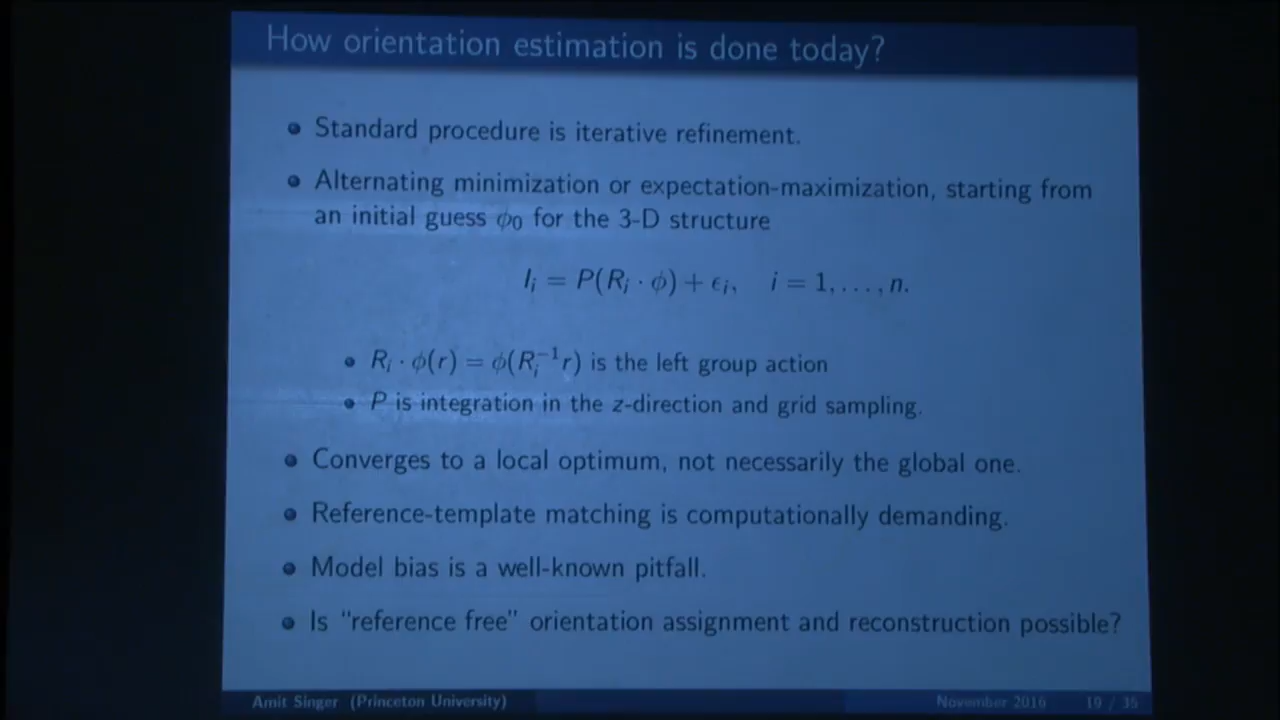 How orientation estimation is done today?
• Standard procedure is iterative refinement.
• Alternating minimization or expectation-maximization, starting from
an initial guess ϕ₀ for the 3-D structure
Iᵢ = P(Rᵢ · ϕ) + ϵᵢ,   i = 1, . . . , n.
• Rᵢ · ϕ(r) = ϕ(Rᵢ⁻¹r) is the left group action
• P is integration in the z-direction and grid sampling.
• Converges to a local optimum, not necessarily the global one.
• Reference-template matching is computationally demanding.
• Model bias is a well-known pitfall.
• Is “reference free” orientation assignment and reconstruction possible?
Amit Singer (Princeton University) November 2016 19 / 35